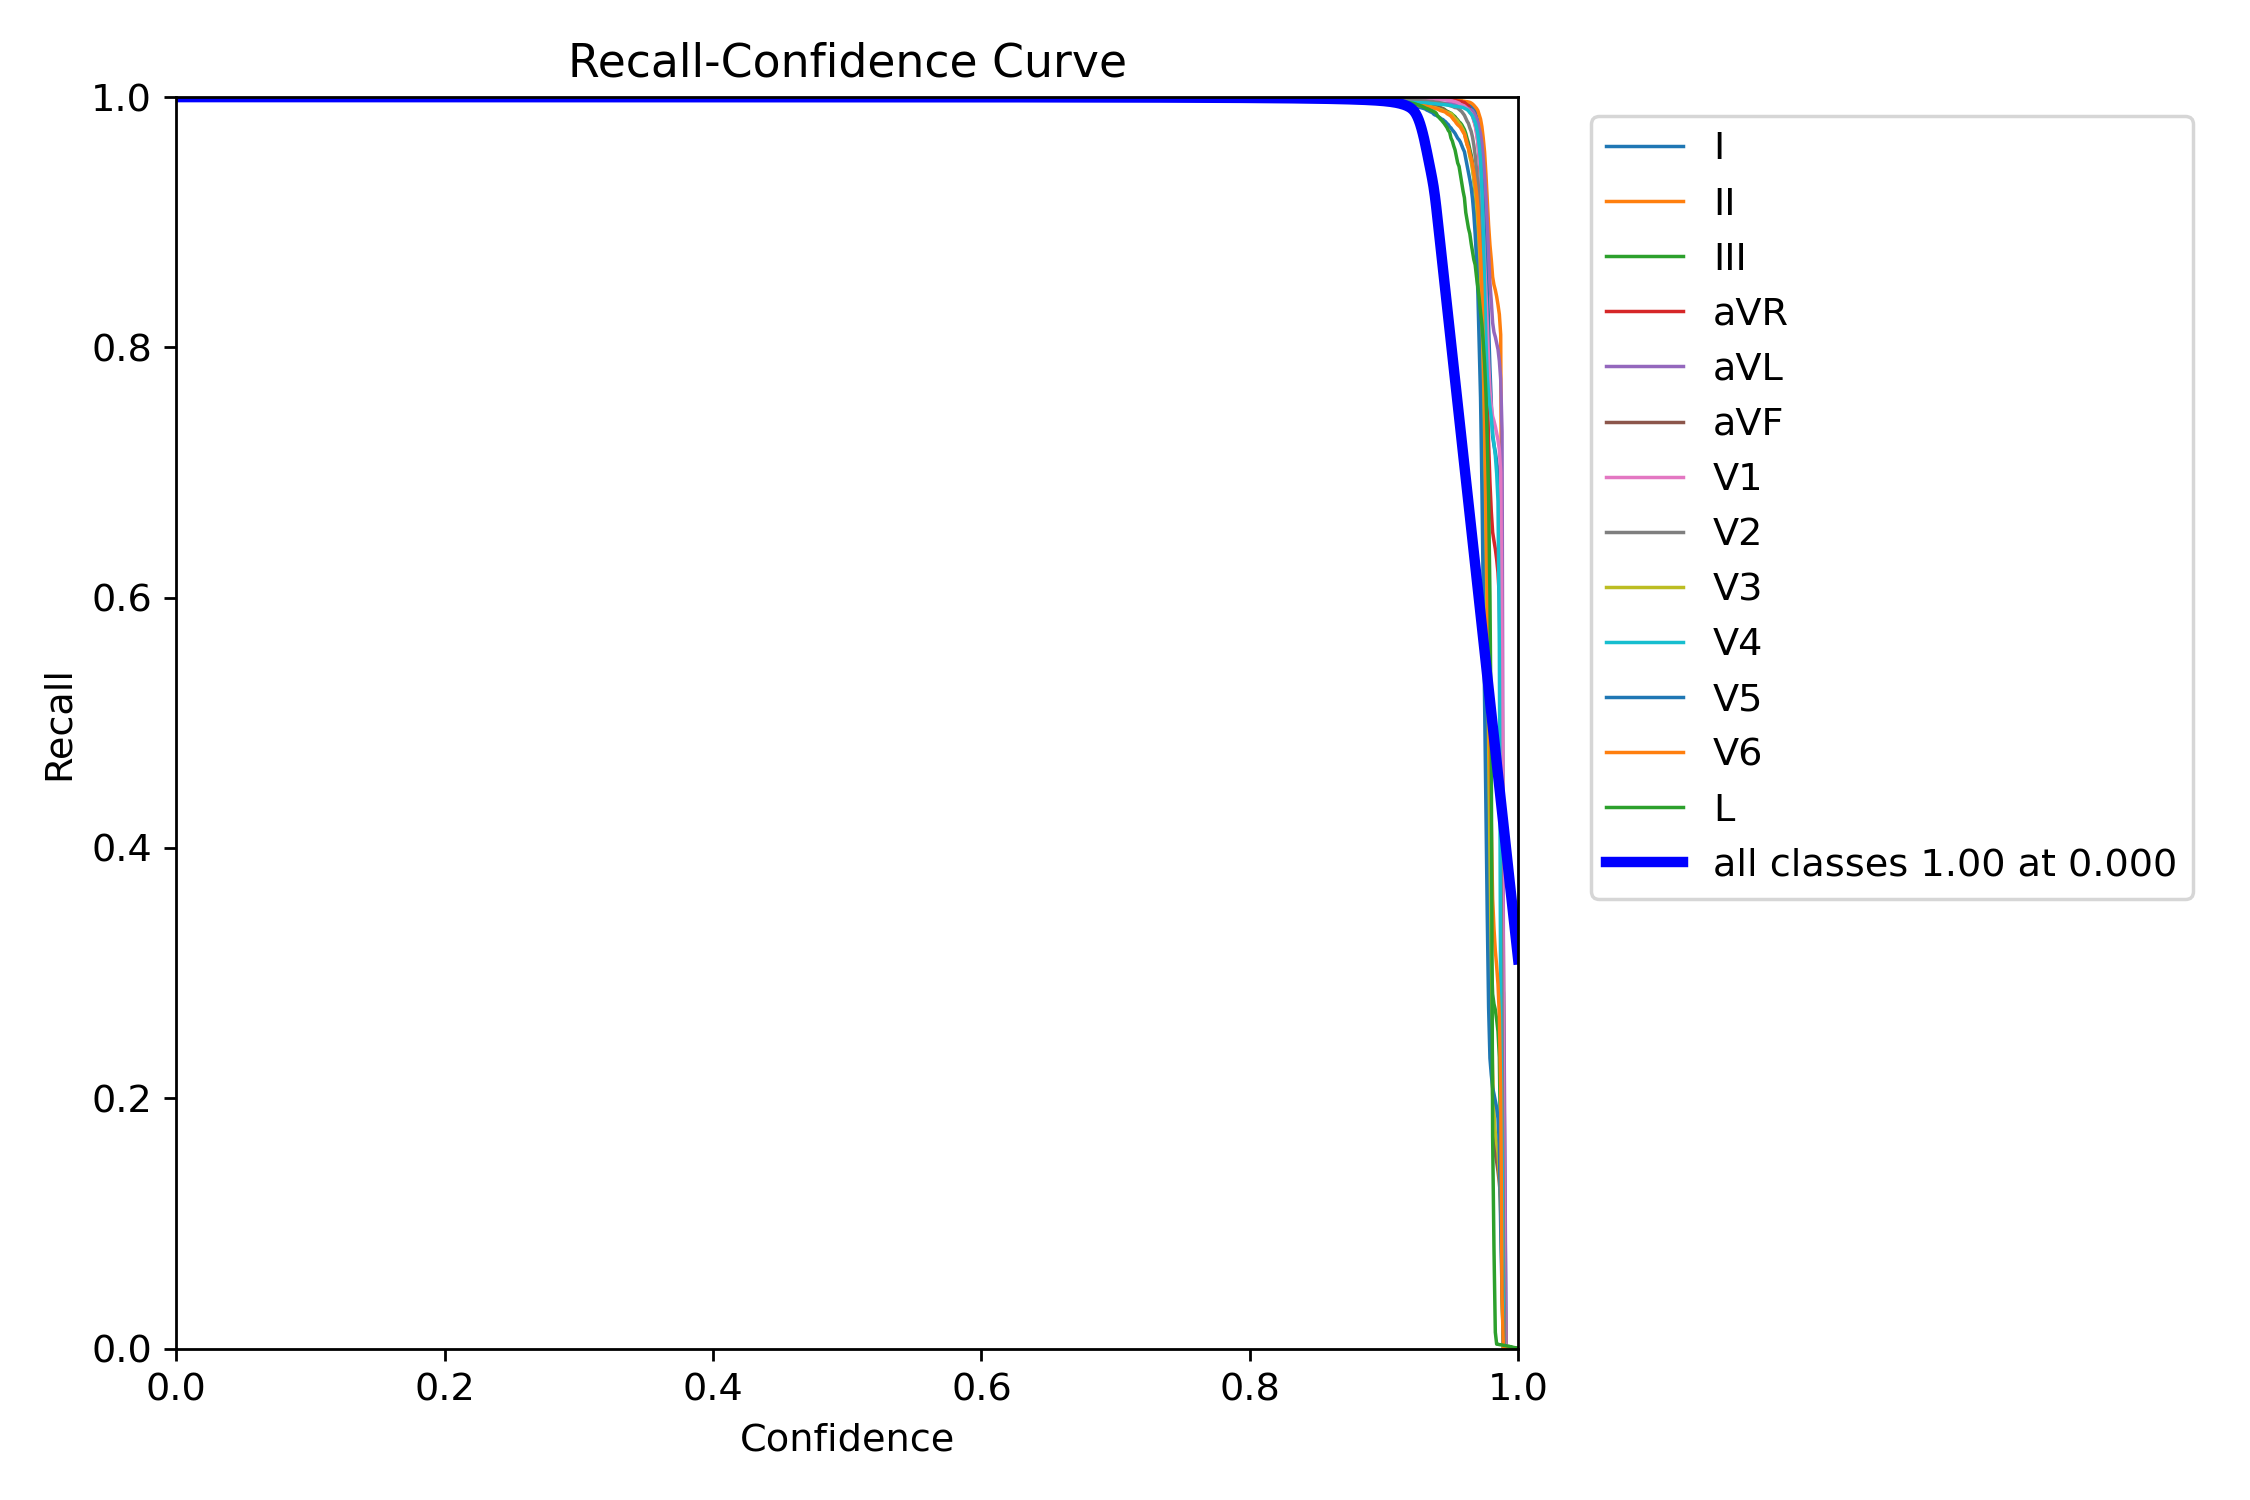 Recall-Confidence Curve
1.0
0.8
0.6
0.4
0.2
0.0
Recall
0.0 0.2 0.4 0.6 0.8 1.0
Confidence
I
II
III
aVR
aVL
aVF
V1
V2
V3
V4
V5
V6
L
all classes 1.00 at 0.000